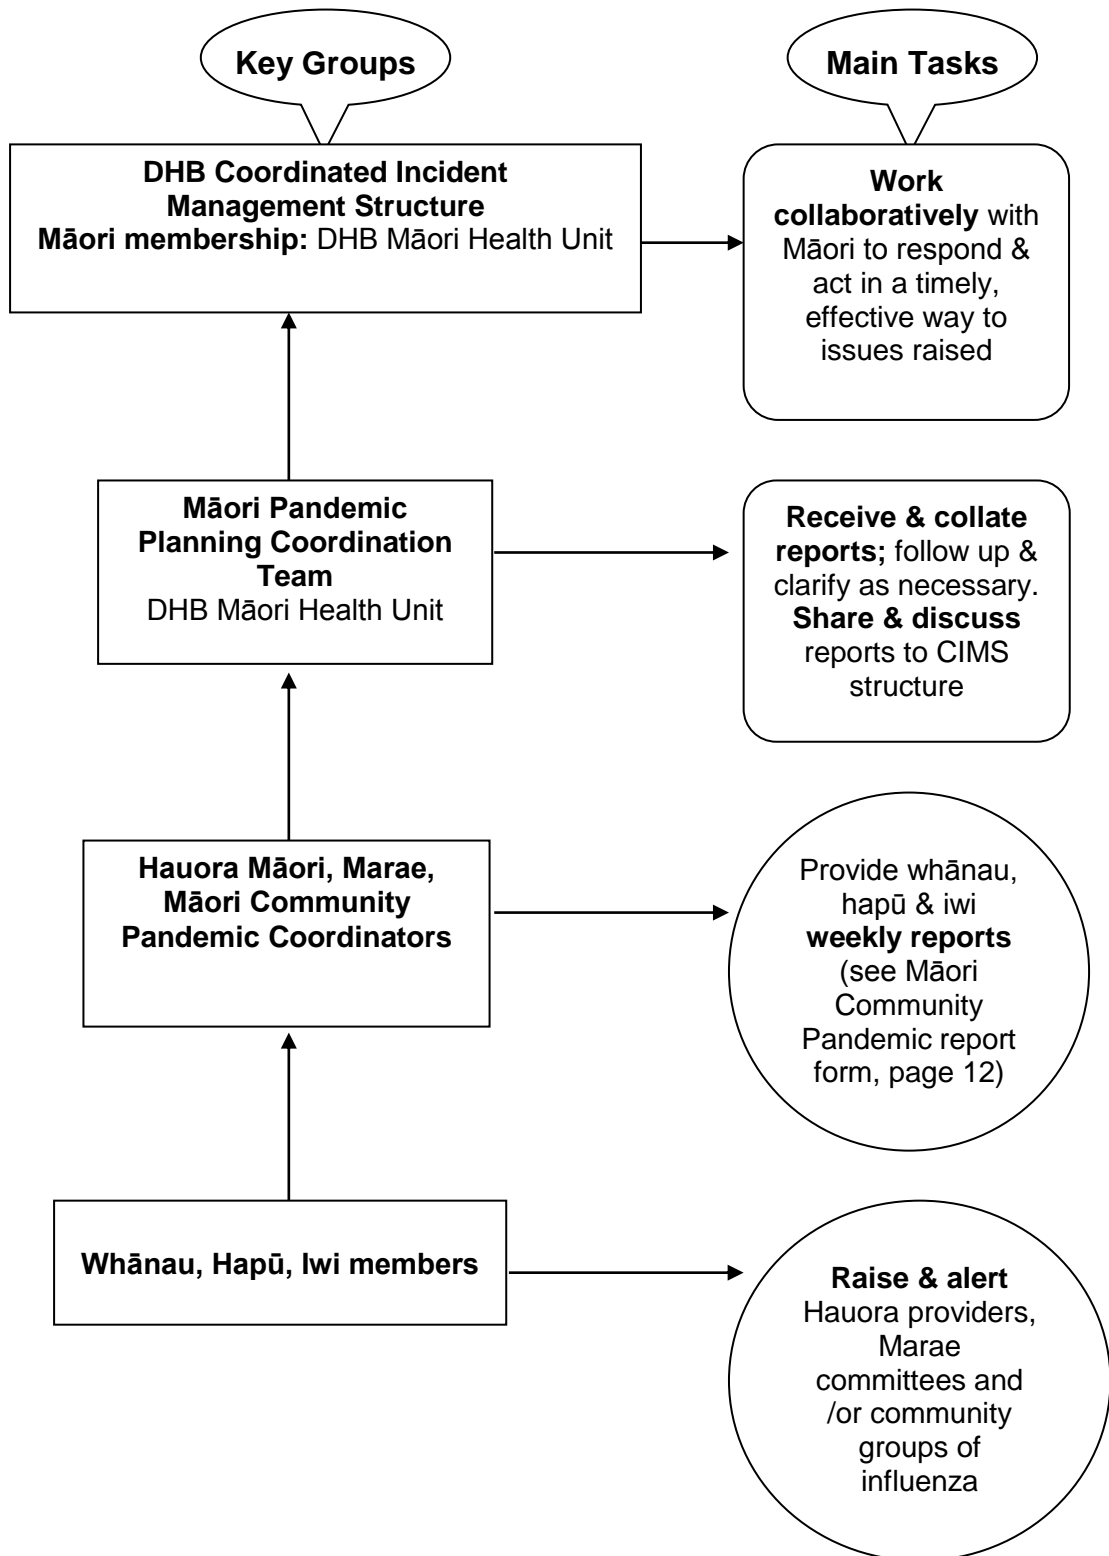 Key Groups
Main Tasks
DHB Coordinated Incident
Management Structure
Māori membership: DHB Māori Health Unit
Work
collaboratively with
Māori to respond &
act in a timely,
effective way to
issues raised
Māori Pandemic
Planning Coordination
Team
DHB Māori Health Unit
Receive & collate
reports; follow up &
clarify as necessary.
Share & discuss
reports to CIMS
structure
Hauora Māori, Marae,
Māori Community
Pandemic Coordinators
Provide whānau,
hapū & iwi
weekly reports
(see Māori
Community
Pandemic report
form, page 12)
Whānau, Hapū, Iwi members
Raise & alert
Hauora providers,
Marae
committees and
/or community
groups of
influenza